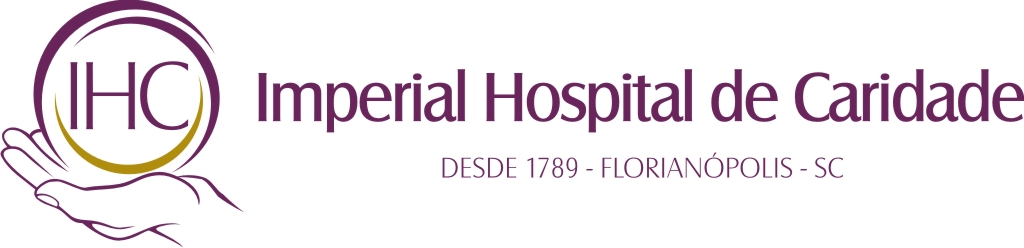 IHC
Imperial Hospital de Caridade
DESDE 1789 - FLORIANÓPOLIS - SC